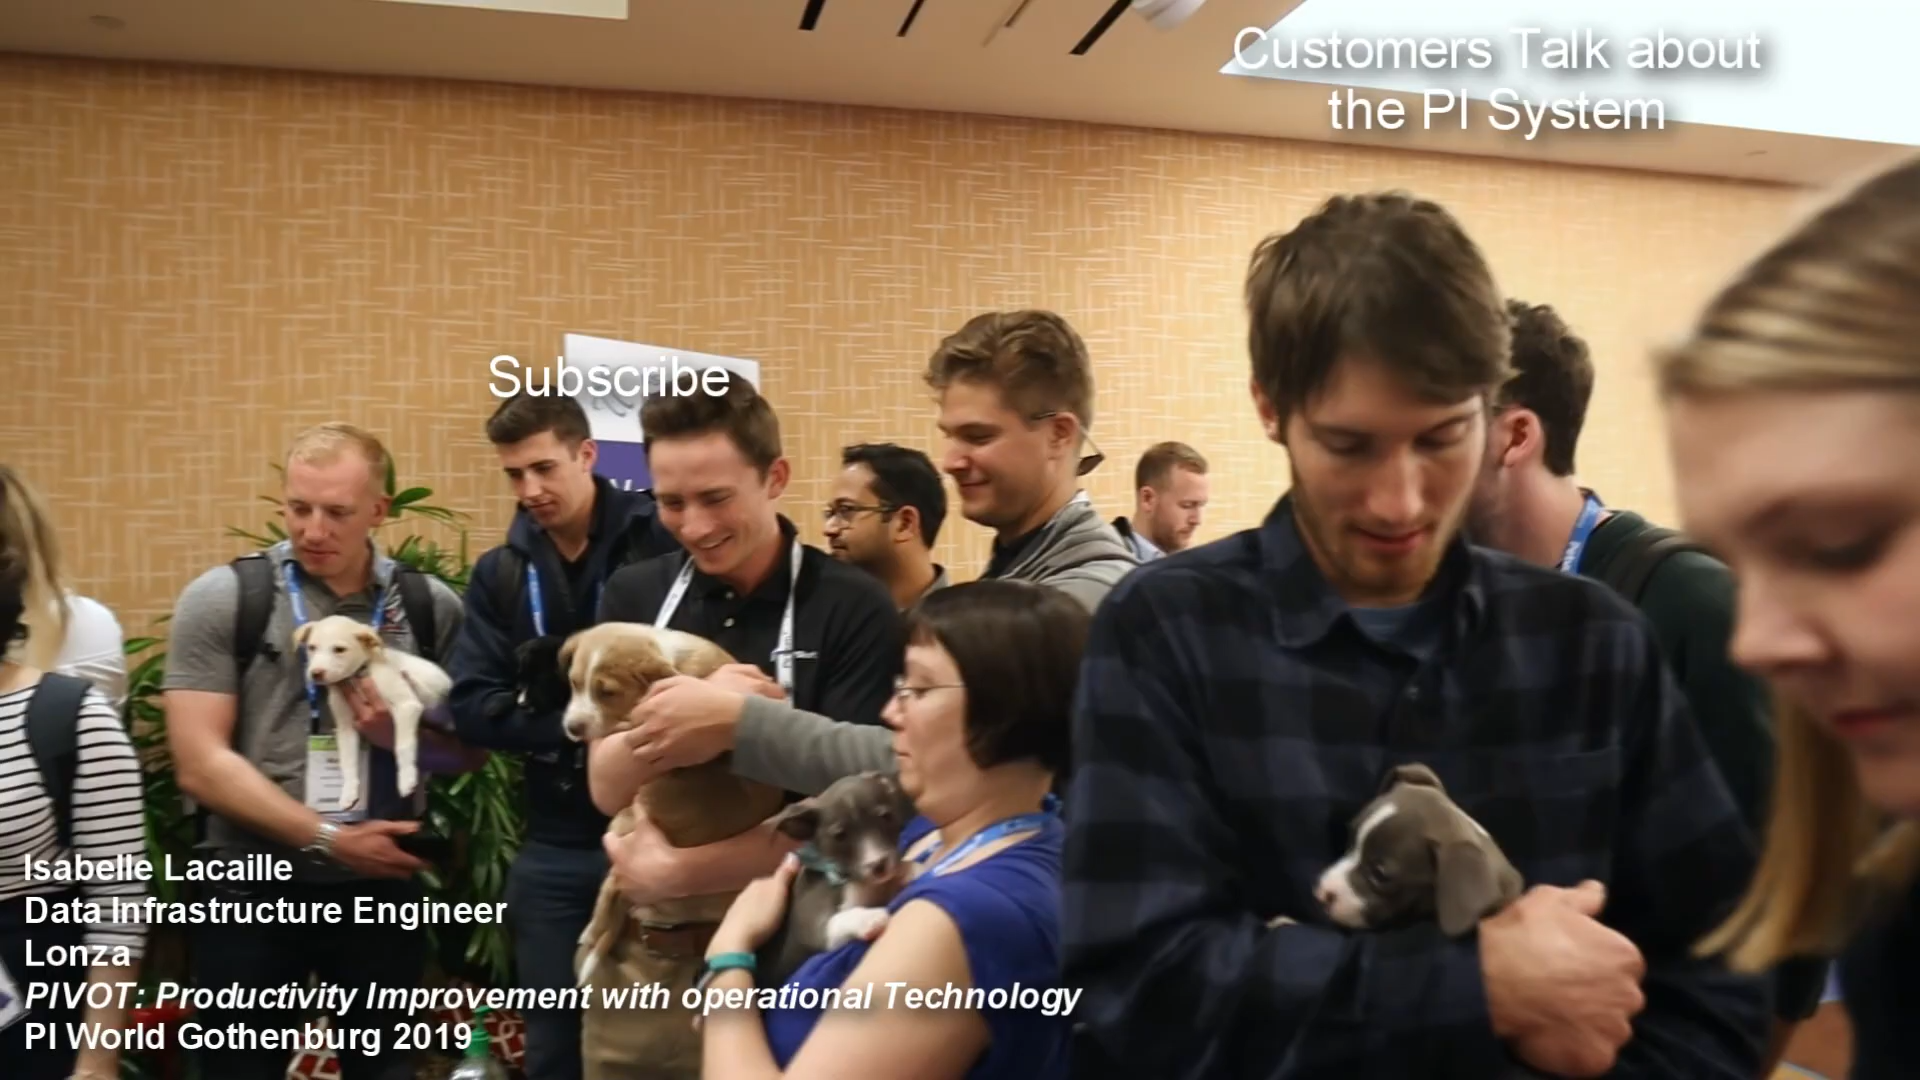 Customers Talk about
the PI System
Subscribe
Isabelle Lacaille
Data Infrastructure Engineer
Lonza
PIVOT: Productivity Improvement with operational Technology
PI World Gothenburg 2019